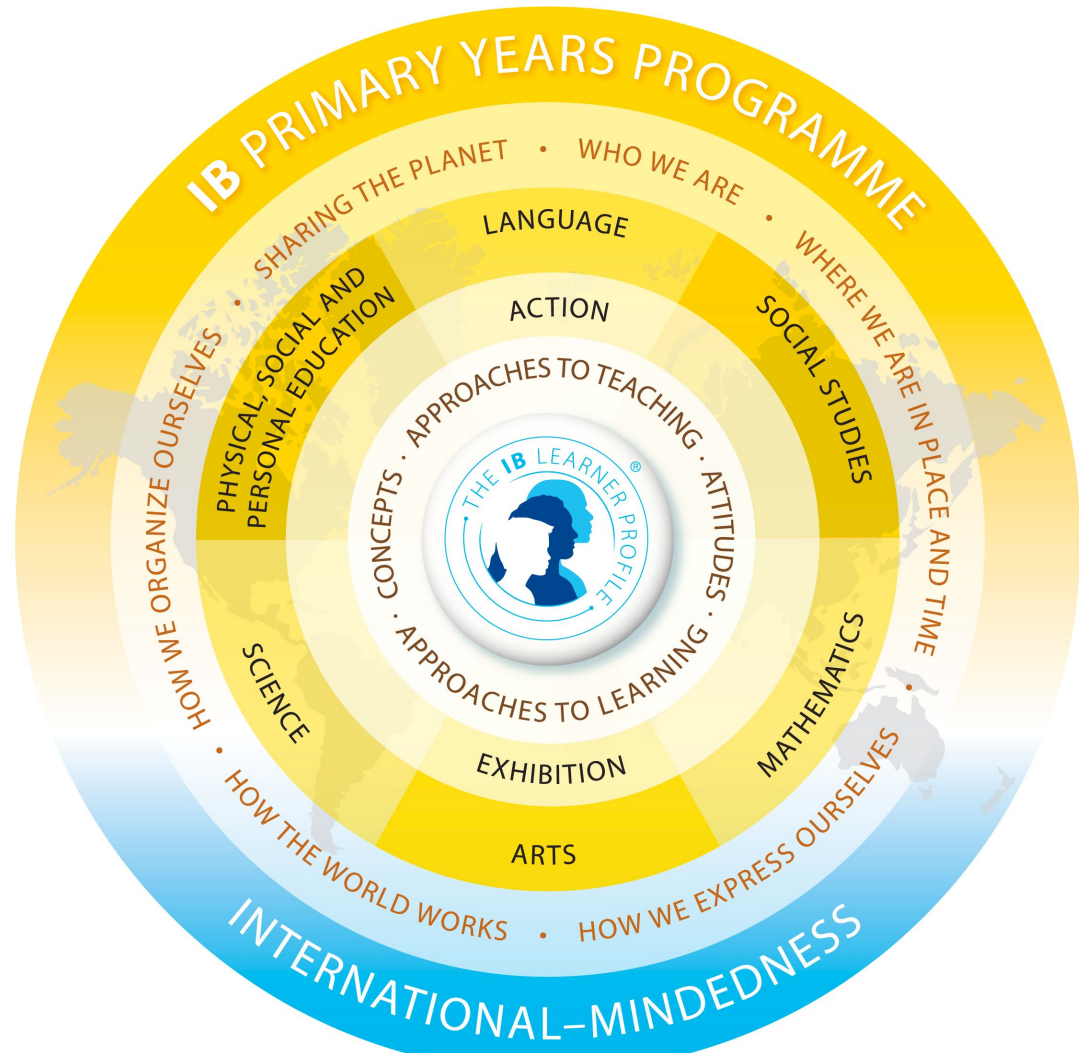 IB PRIMARY YEARS PROGRAMME
SHARING THE PLANET • WHO WE ARE • WHERE WE ARE IN PLACE AND TIME • HOW WE EXPRESS OURSELVES • HOW THE WORLD WORKS • HOW WE ORGANIZE OURSELVES •
LANGUAGE
SOCIAL STUDIES
MATHEMATICS
ARTS
SCIENCE
PHYSICAL, SOCIAL AND
PERSONAL EDUCATION
ACTION
EXHIBITION
APPROACHES TO TEACHING · ATTITUDES · APPROACHES TO LEARNING · CONCEPTS ·
• THE IB LEARNER PROFILE •
®
INTERNATIONAL–MINDEDNESS